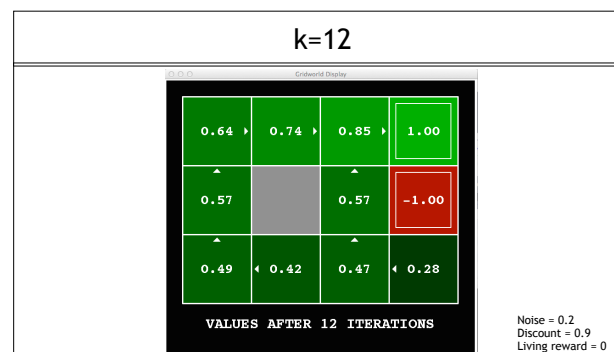 k=12
Gridworld Display
0.64 0.74 0.85 1.00
0.57 0.57 -1.00
0.49 0.42 0.47 0.28
VALUES AFTER 12 ITERATIONS
Noise = 0.2
Discount = 0.9
Living reward = 0